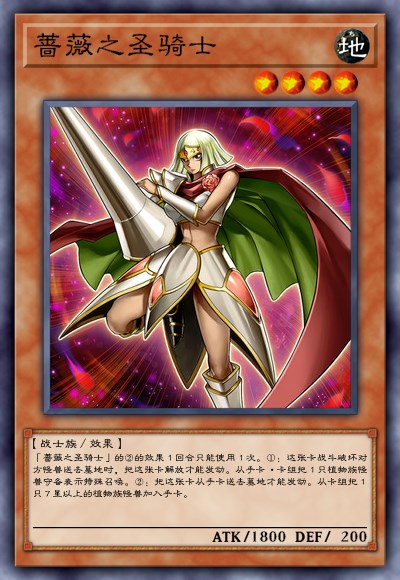 蔷薇之圣骑士
地
【战士族／效果】
「蔷薇之圣骑士」的②的效果1回合只能使用1次。①：这张卡战斗破坏对
方怪兽送去墓地时，把这张卡解放才能发动。从手卡·卡组把1只植物族怪
兽守备表示特殊召唤。②：把这张卡从手卡送去墓地才能发动。从卡组把1
只7星以上的植物族怪兽加入手卡。
ATK/1800 DEF/ 200